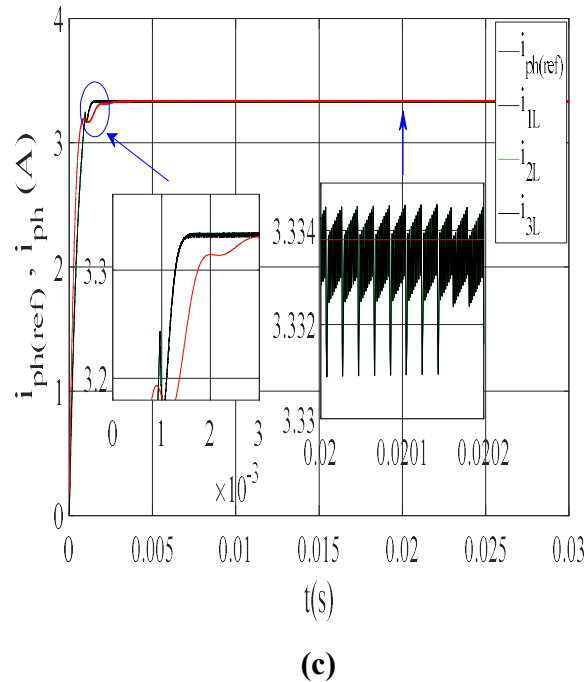 4
3
2
1
0
i_ph(ref), i_ph (A)
0 0.005 0.01 0.015 0.02 0.025 0.03
t(s)
i_ph(ref)
i_1L
i_2L
i_3L
3.3
3.2
0 1 2 3
×10^-3
3.334
3.332
3.33
0.02 0.0201 0.0202
(c)